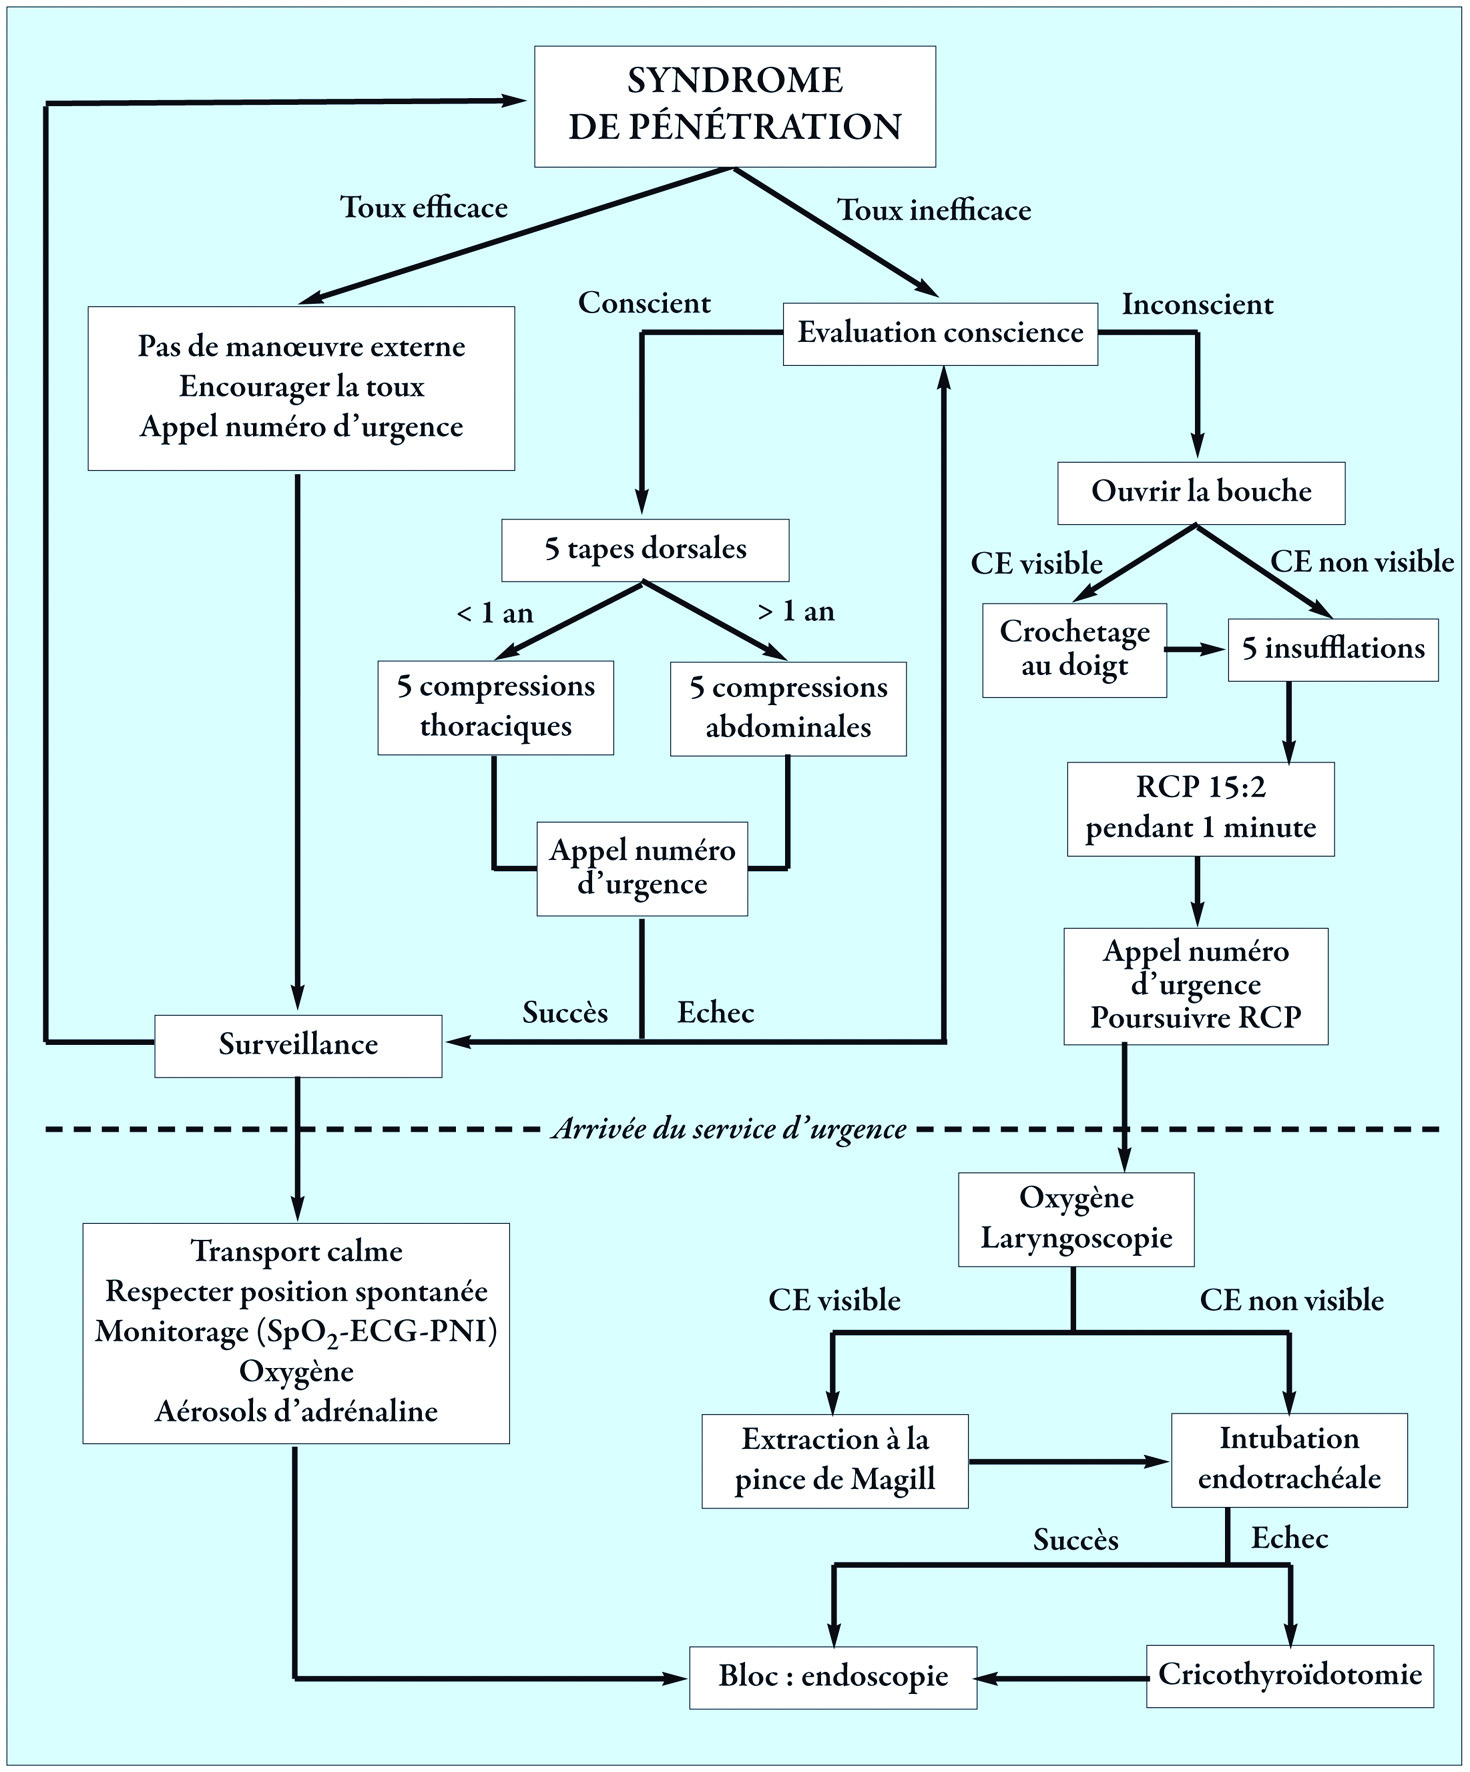 SYNDROME
DE PÉNÉTRATION
Toux efficace
Toux inefficace
Pas de manœuvre externe
Encourager la toux
Appel numéro d’urgence
Conscient
Evaluation conscience
Inconscient
Ouvrir la bouche
5 tapes dorsales
CE visible
CE non visible
< 1 an
> 1 an
Crochetage
au doigt
5 insufflations
5 compressions
thoraciques
5 compressions
abdominales
RCP 15:2
pendant 1 minute
Appel numéro
d’urgence
Appel numéro
d’urgence
Poursuivre RCP
Succès
Echec
Surveillance
Arrivée du service d’urgence
Transport calme
Respecter position spontanée
Monitorage (SpO₂-ECG-PNI)
Oxygène
Aérosols d’adrénaline
Oxygène
Laryngoscopie
CE visible
CE non visible
Extraction à la
pince de Magill
Intubation
endotrachéale
Succès
Echec
Bloc : endoscopie
Cricothyroïdotomie